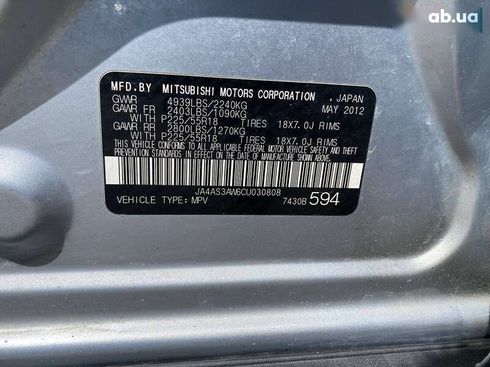 ab.ua
MFD.BY MITSUBISHI MOTORS CORPORATION , JAPAN
GVWR 4939LBS/2240KG MAY 2012
GAWR FR 2403LBS/1090KG
WITH P225/55R18 TIRES 18X7.0J RIMS
GAWR RR 2800LBS/1270KG
WITH P225/55R18 TIRES 18X7.0J RIMS
THIS VEHICLE CONFORMS TO ALL APPLICABLE FEDERAL
MOTOR VEHICLE SAFETY AND
STANDARDS IN EFFECT ON THE DATE OF
MANUFACTURE SHOWN ABOVE.
JA4AS3AW6CU030808
VEHICLE TYPE: MPV 7430B 594